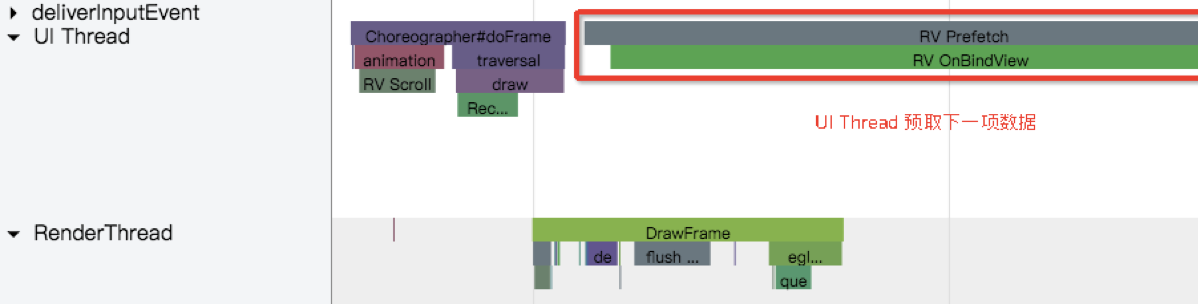 deliverInputEvent
UI Thread
Choreographer#doFrame
RV Prefetch
animation
traversal
RV OnBindView
RV Scroll
draw
Rec...
UI Thread 预取下一项数据
RenderThread
DrawFrame
de
flush ...
egl...
que